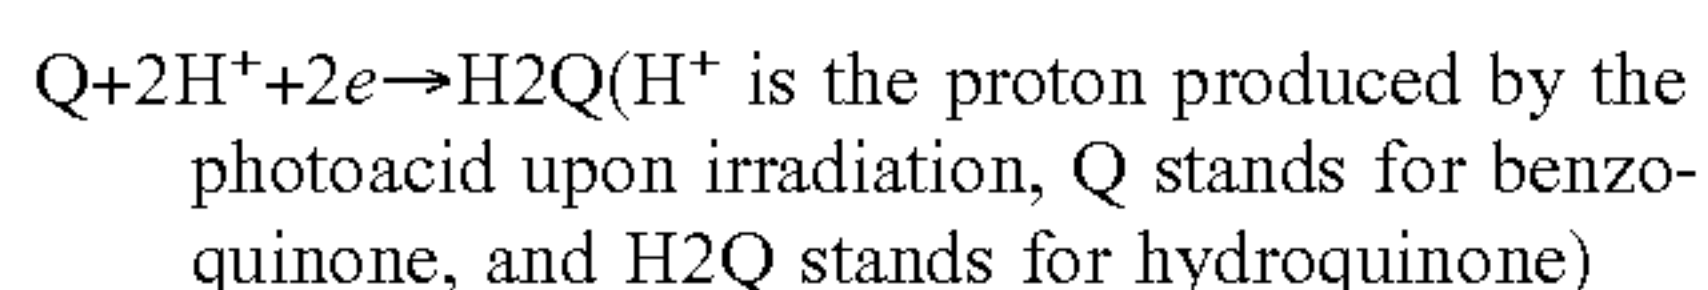 Q+2H⁺+2e→H2Q(H⁺ is the proton produced by the
photoacid upon irradiation, Q stands for benzo-
quinone, and H2Q stands for hydroquinone)